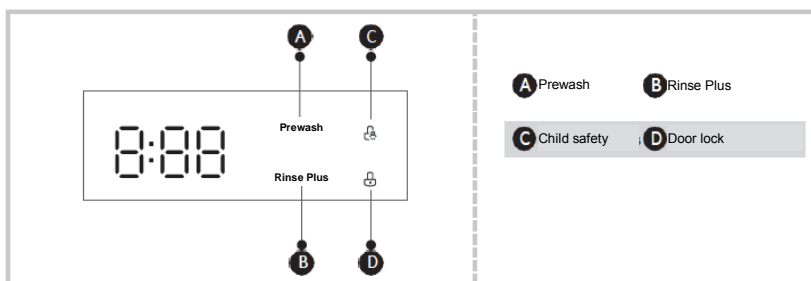 A C
8:88
Prewash
Rinse Plus
B D
A Prewash B Rinse Plus
C Child safety D Door lock